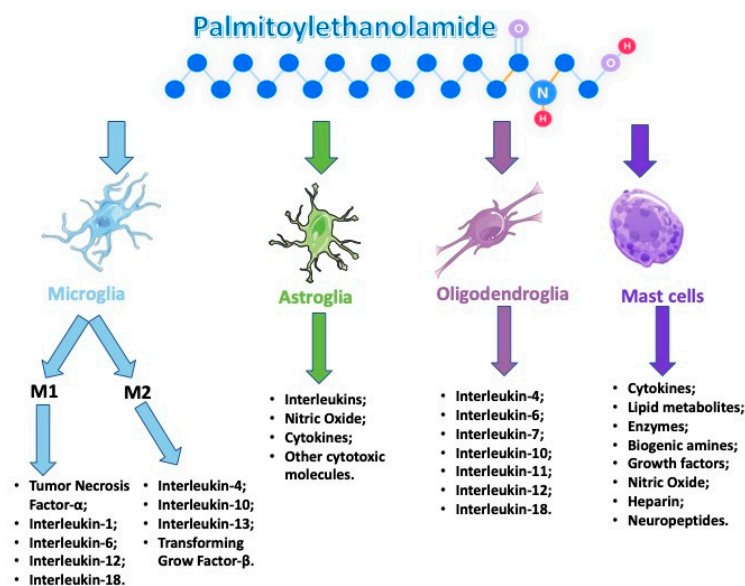 Palmitoylethanolamide
O
H
O
N
H
Microglia
Astroglia
Oligodendroglia
Mast cells
M1
M2
• Tumor Necrosis
Factor-α;
• Interleukin-1;
• Interleukin-6;
• Interleukin-12;
• Interleukin-18.
• Interleukin-4;
• Interleukin-10;
• Interleukin-13;
• Transforming
Grow Factor-β.
• Interleukins;
• Nitric Oxide;
• Cytokines;
• Other cytotoxic
molecules.
• Interleukin-4;
• Interleukin-6;
• Interleukin-7;
• Interleukin-10;
• Interleukin-11;
• Interleukin-12;
• Interleukin-18.
• Cytokines;
• Lipid metabolites;
• Enzymes;
• Biogenic amines;
• Growth factors;
• Nitric Oxide;
• Heparin;
• Neuropeptides.